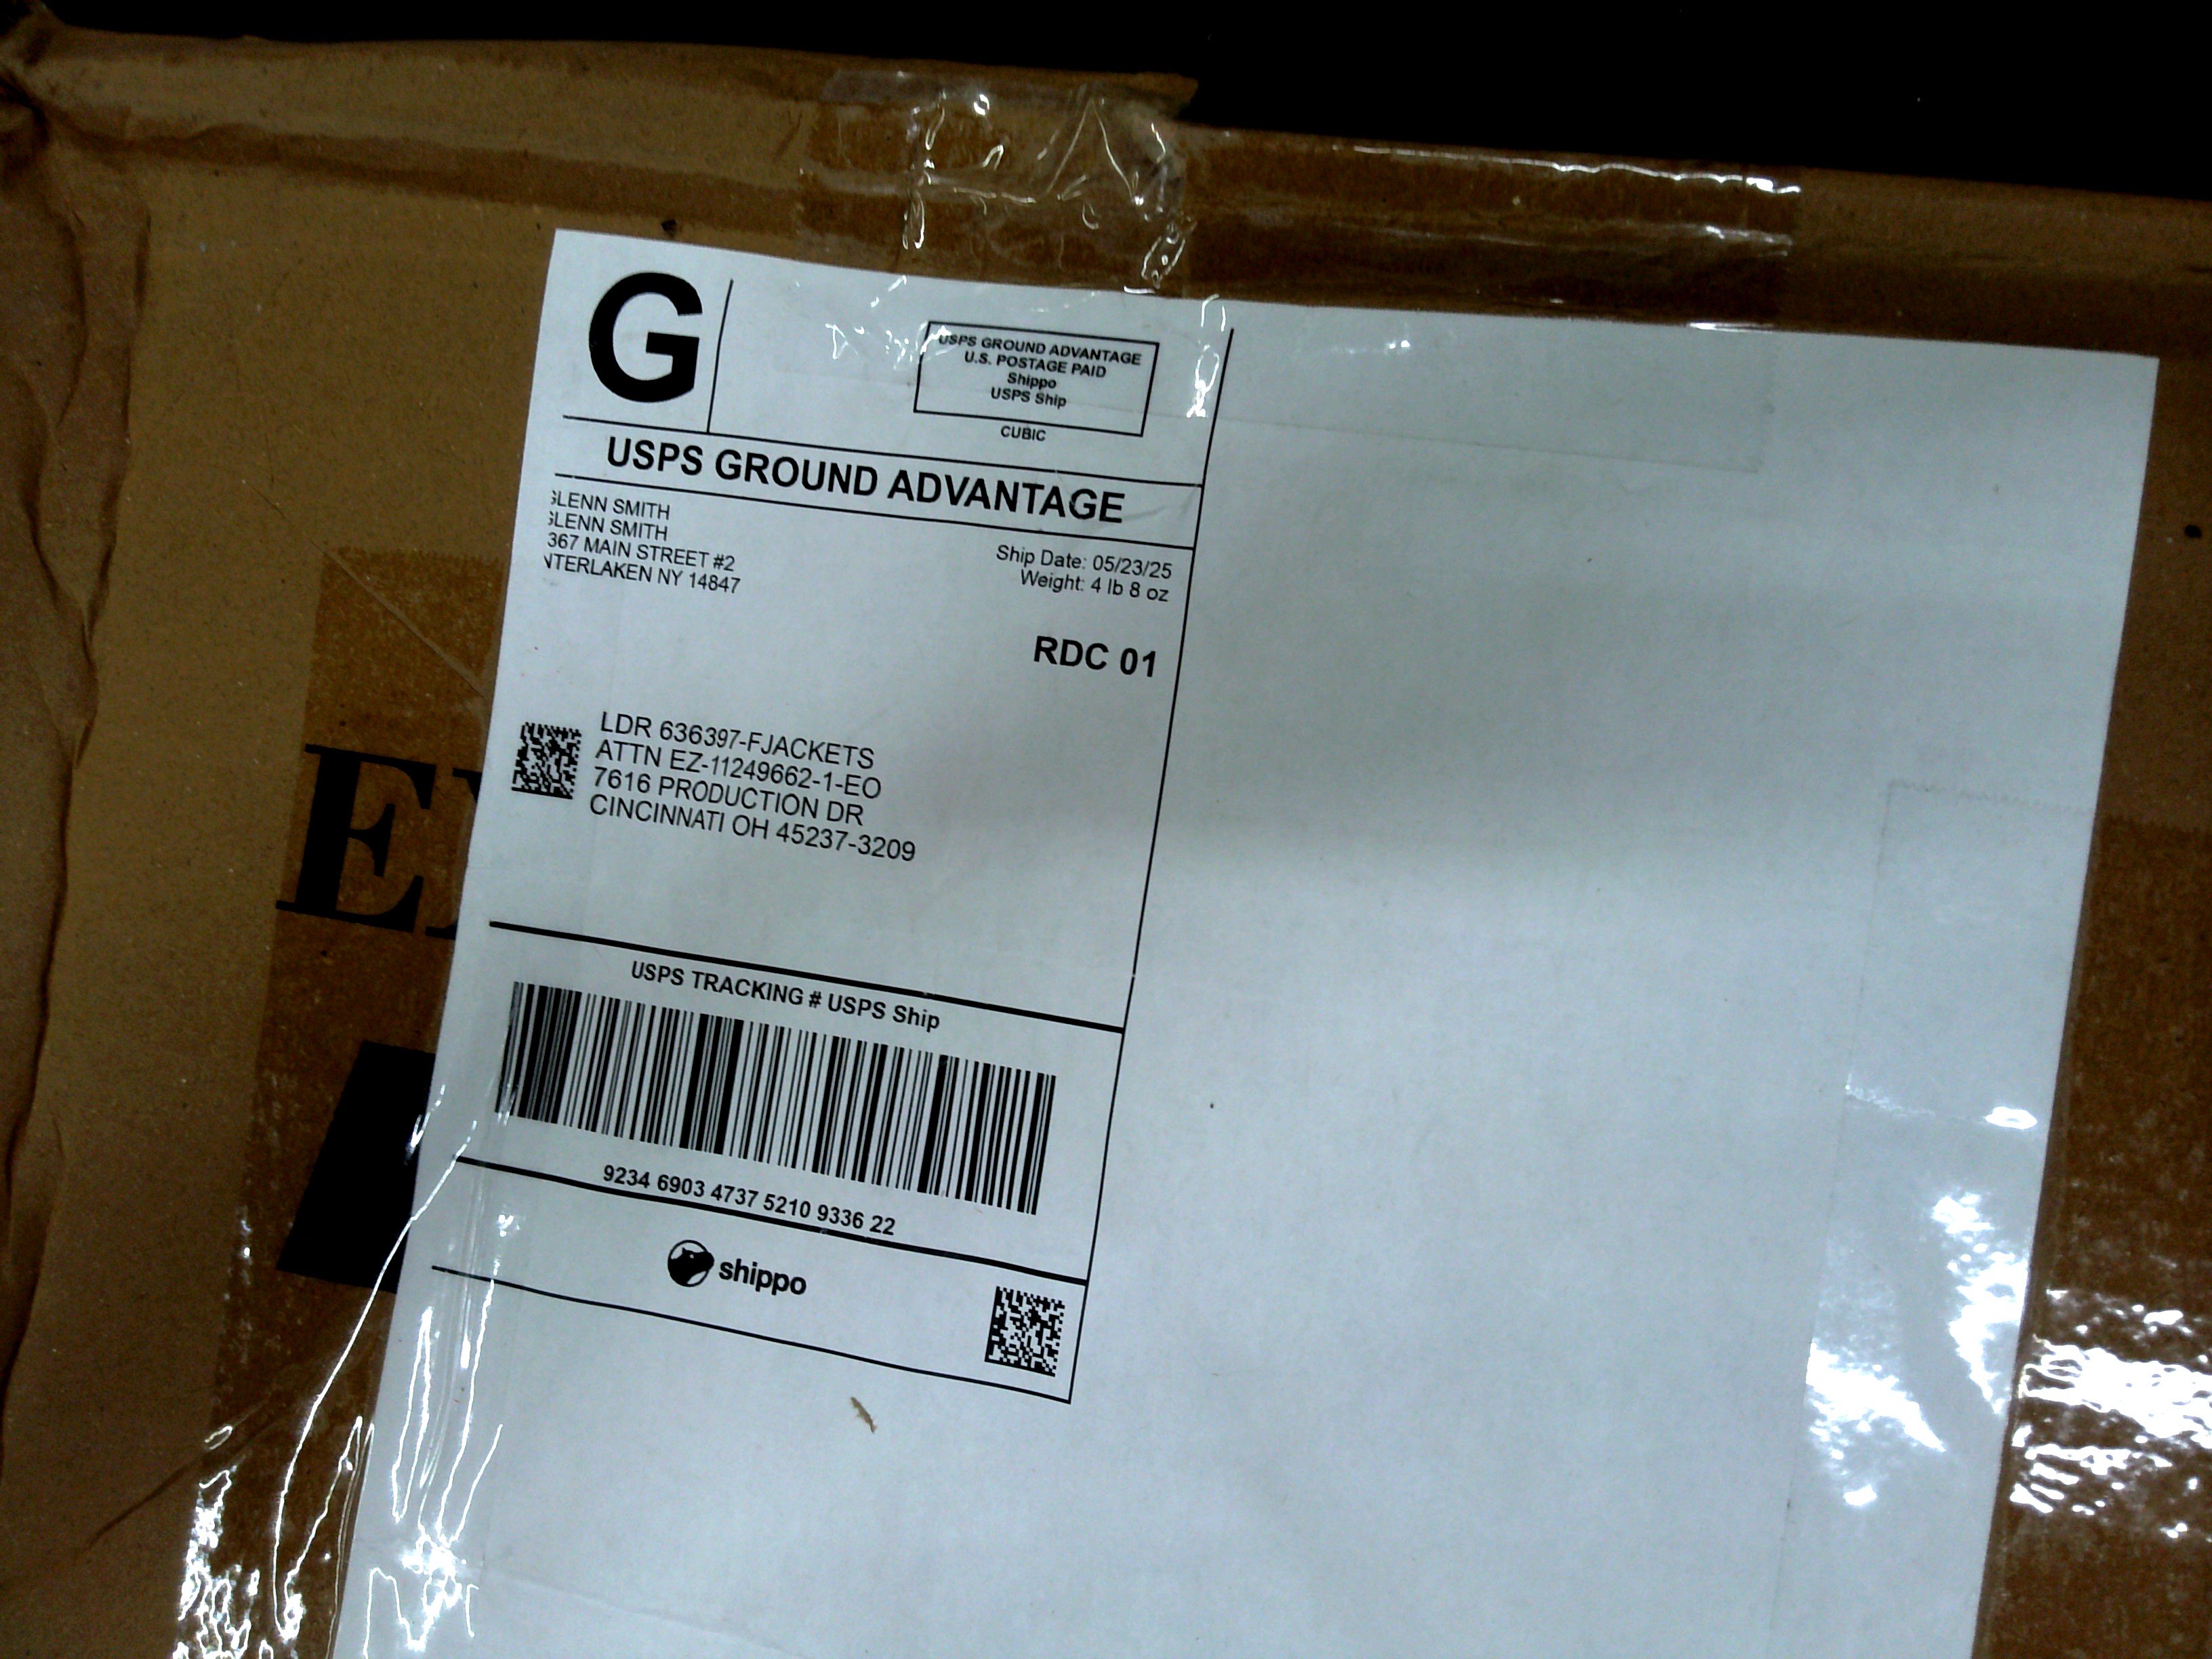 G
USPS GROUND ADVANTAGE
U.S. POSTAGE PAID
Shippo
USPS Ship
CUBIC
USPS GROUND ADVANTAGE
GLENN SMITH
GLENN SMITH
367 MAIN STREET #2
NTERLAKEN NY 14847
Ship Date: 05/23/25
Weight: 4 lb 8 oz
RDC 01
LDR 636397-FJACKETS
ATTN EZ-11249662-1-EO
7616 PRODUCTION DR
CINCINNATI OH 45237-3209
USPS TRACKING # USPS Ship
9234 6903 4737 5210 9336 22
shippo